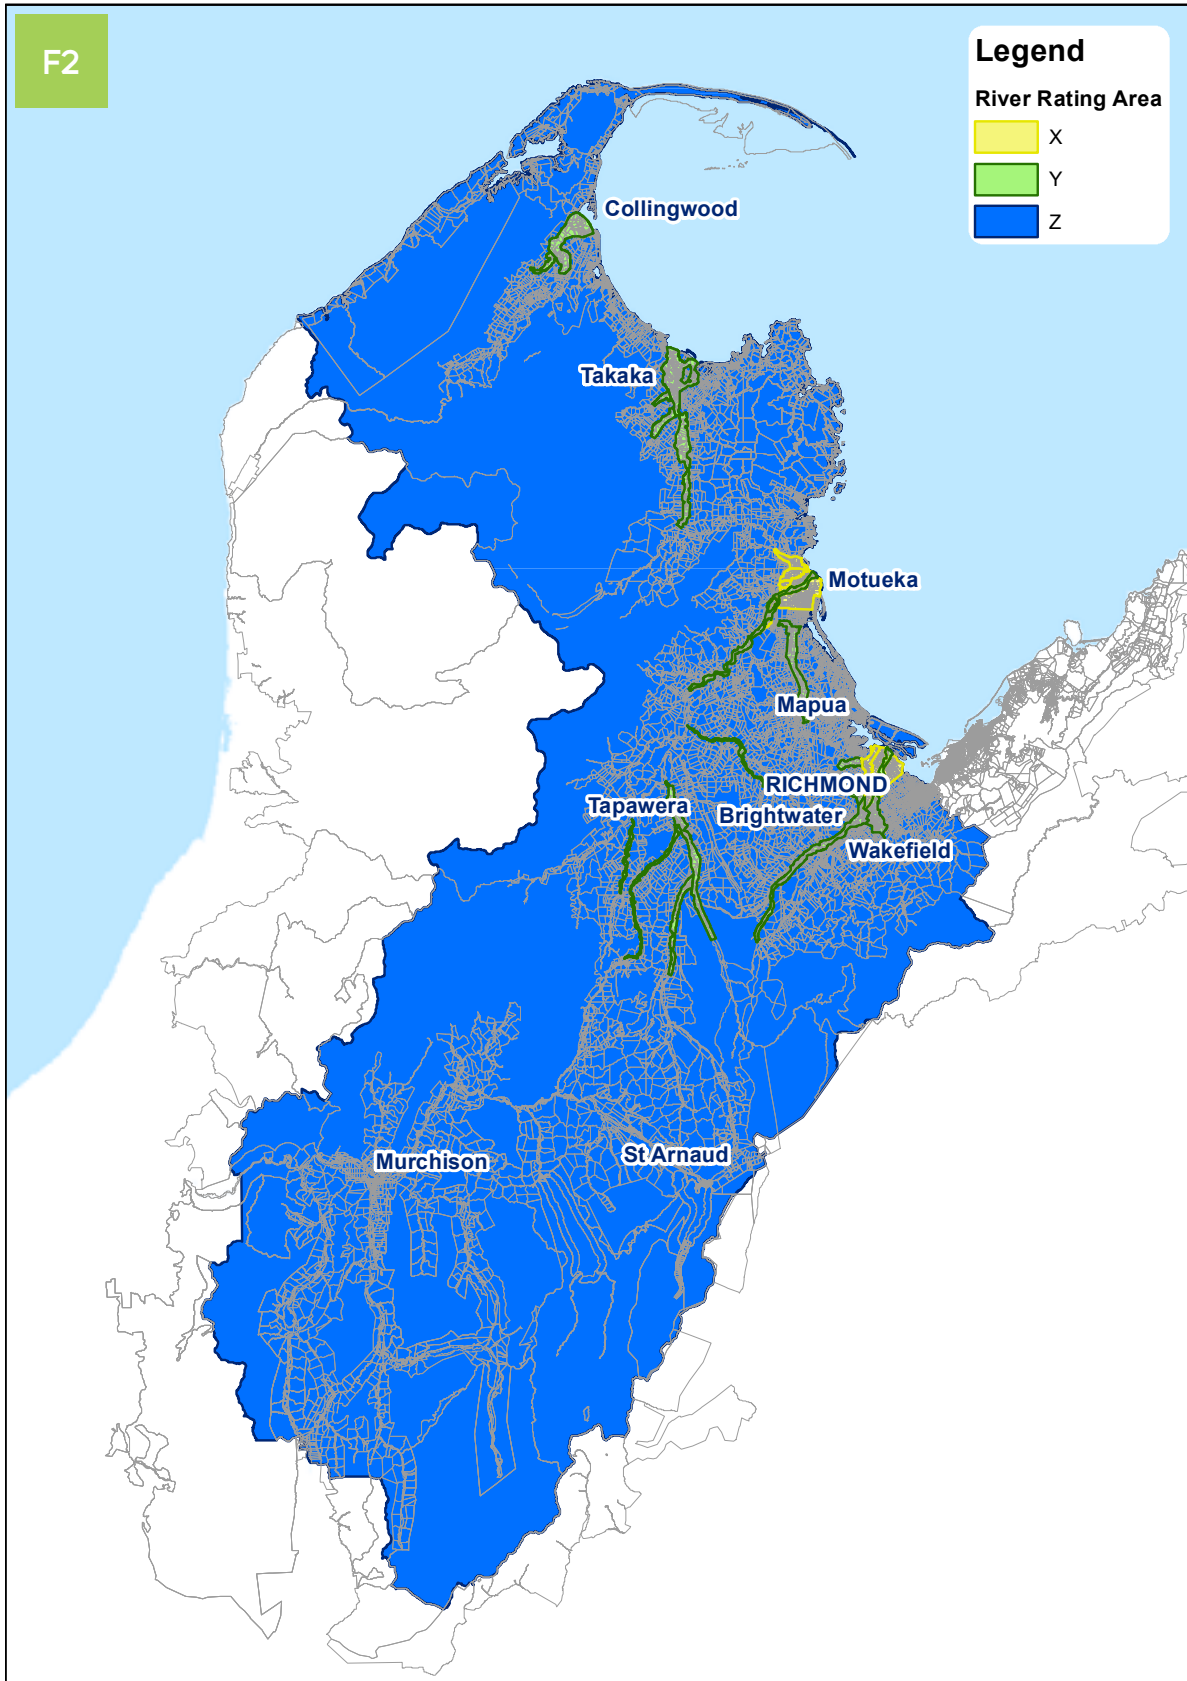 F2
Legend
River Rating Area
X
Y
Z
Collingwood
Takaka
Motueka
Mapua
RICHMOND
Tapawera
Brightwater
Wakefield
St Arnaud
Murchison